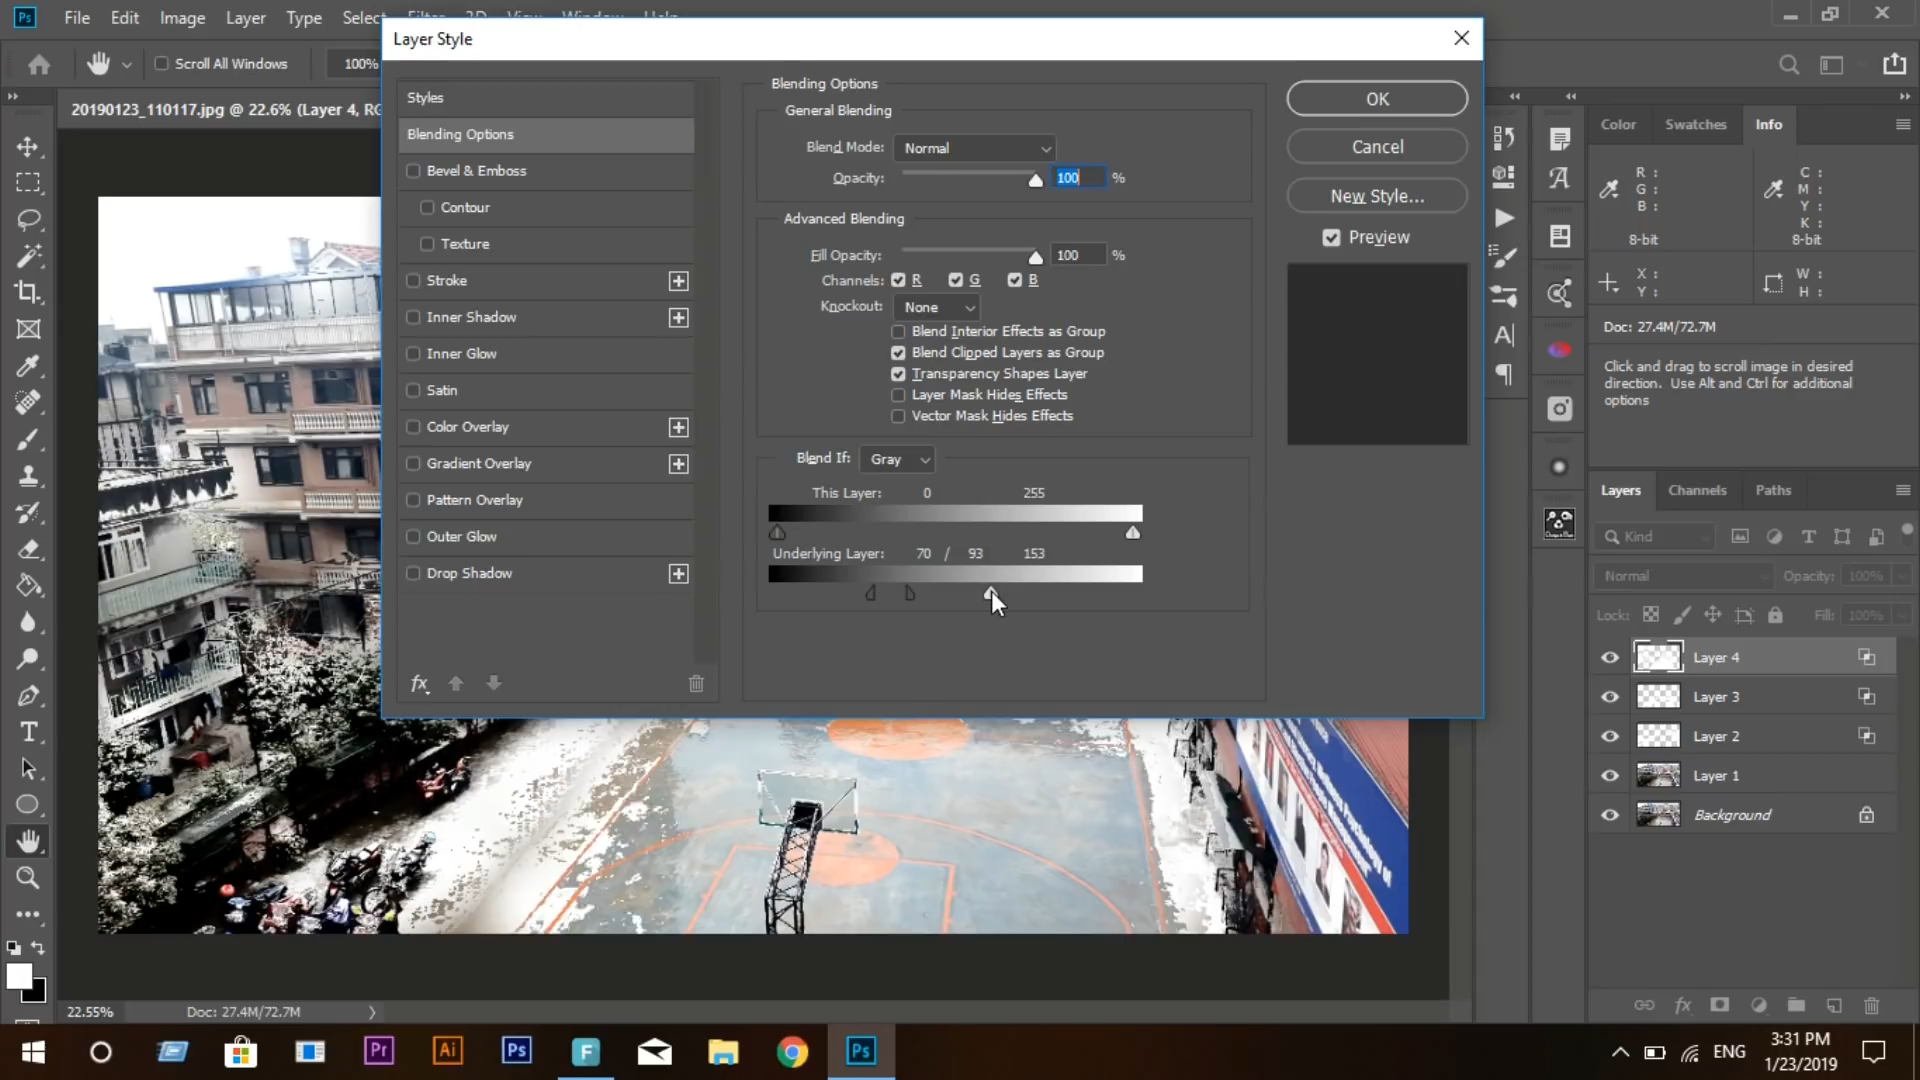 Ps File Edit Image Layer Type Select
Layer Style
Scroll All Windows 100%
20190123_110117.jpg @ 22.6% (Layer 4, RG
Styles
Blending Options
Bevel & Emboss
Contour
Texture
Stroke
Inner Shadow
Inner Glow
Satin
Color Overlay
Gradient Overlay
Pattern Overlay
Outer Glow
Drop Shadow
fx
Blending Options
General Blending
Blend Mode: Normal
Opacity: 100 %
Advanced Blending
Fill Opacity: 100 %
Channels: R G B
Knockout: None
Blend Interior Effects as Group
Blend Clipped Layers as Group
Transparency Shapes Layer
Layer Mask Hides Effects
Vector Mask Hides Effects
Blend If: Gray
This Layer: 0 255
Underlying Layer: 70 / 93 153
OK
Cancel
New Style...
Preview
Color Swatches Info
R : C :
G : M :
B : Y :
K :
8-bit 8-bit
X : W :
Y : H :
Doc: 27.4M/72.7M
Click and drag to scroll image in desired
direction. Use Alt and Ctrl for additional
options
Layers Channels Paths
Kind
Normal Opacity: 100%
Lock: Fill: 100%
Layer 4
Layer 3
Layer 2
Layer 1
Background
fx
22.55% Doc: 27.4M/72.7M
Pr Ai Ps F Ps
ENG
3:31 PM
1/23/2019